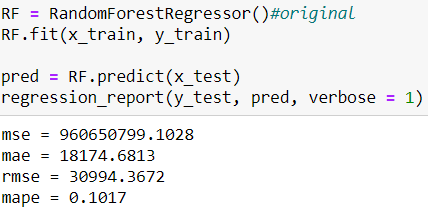 RF = RandomForestRegressor()#original
RF.fit(x_train, y_train)
pred = RF.predict(x_test)
regression_report(y_test, pred, verbose = 1)
mse = 960650799.1028
mae = 18174.6813
rmse = 30994.3672
mape = 0.1017